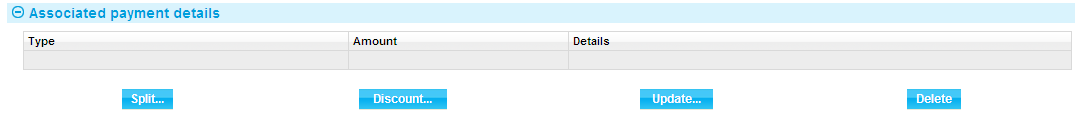 Associated payment details
Type Amount Details
Split... Discount... Update... Delete